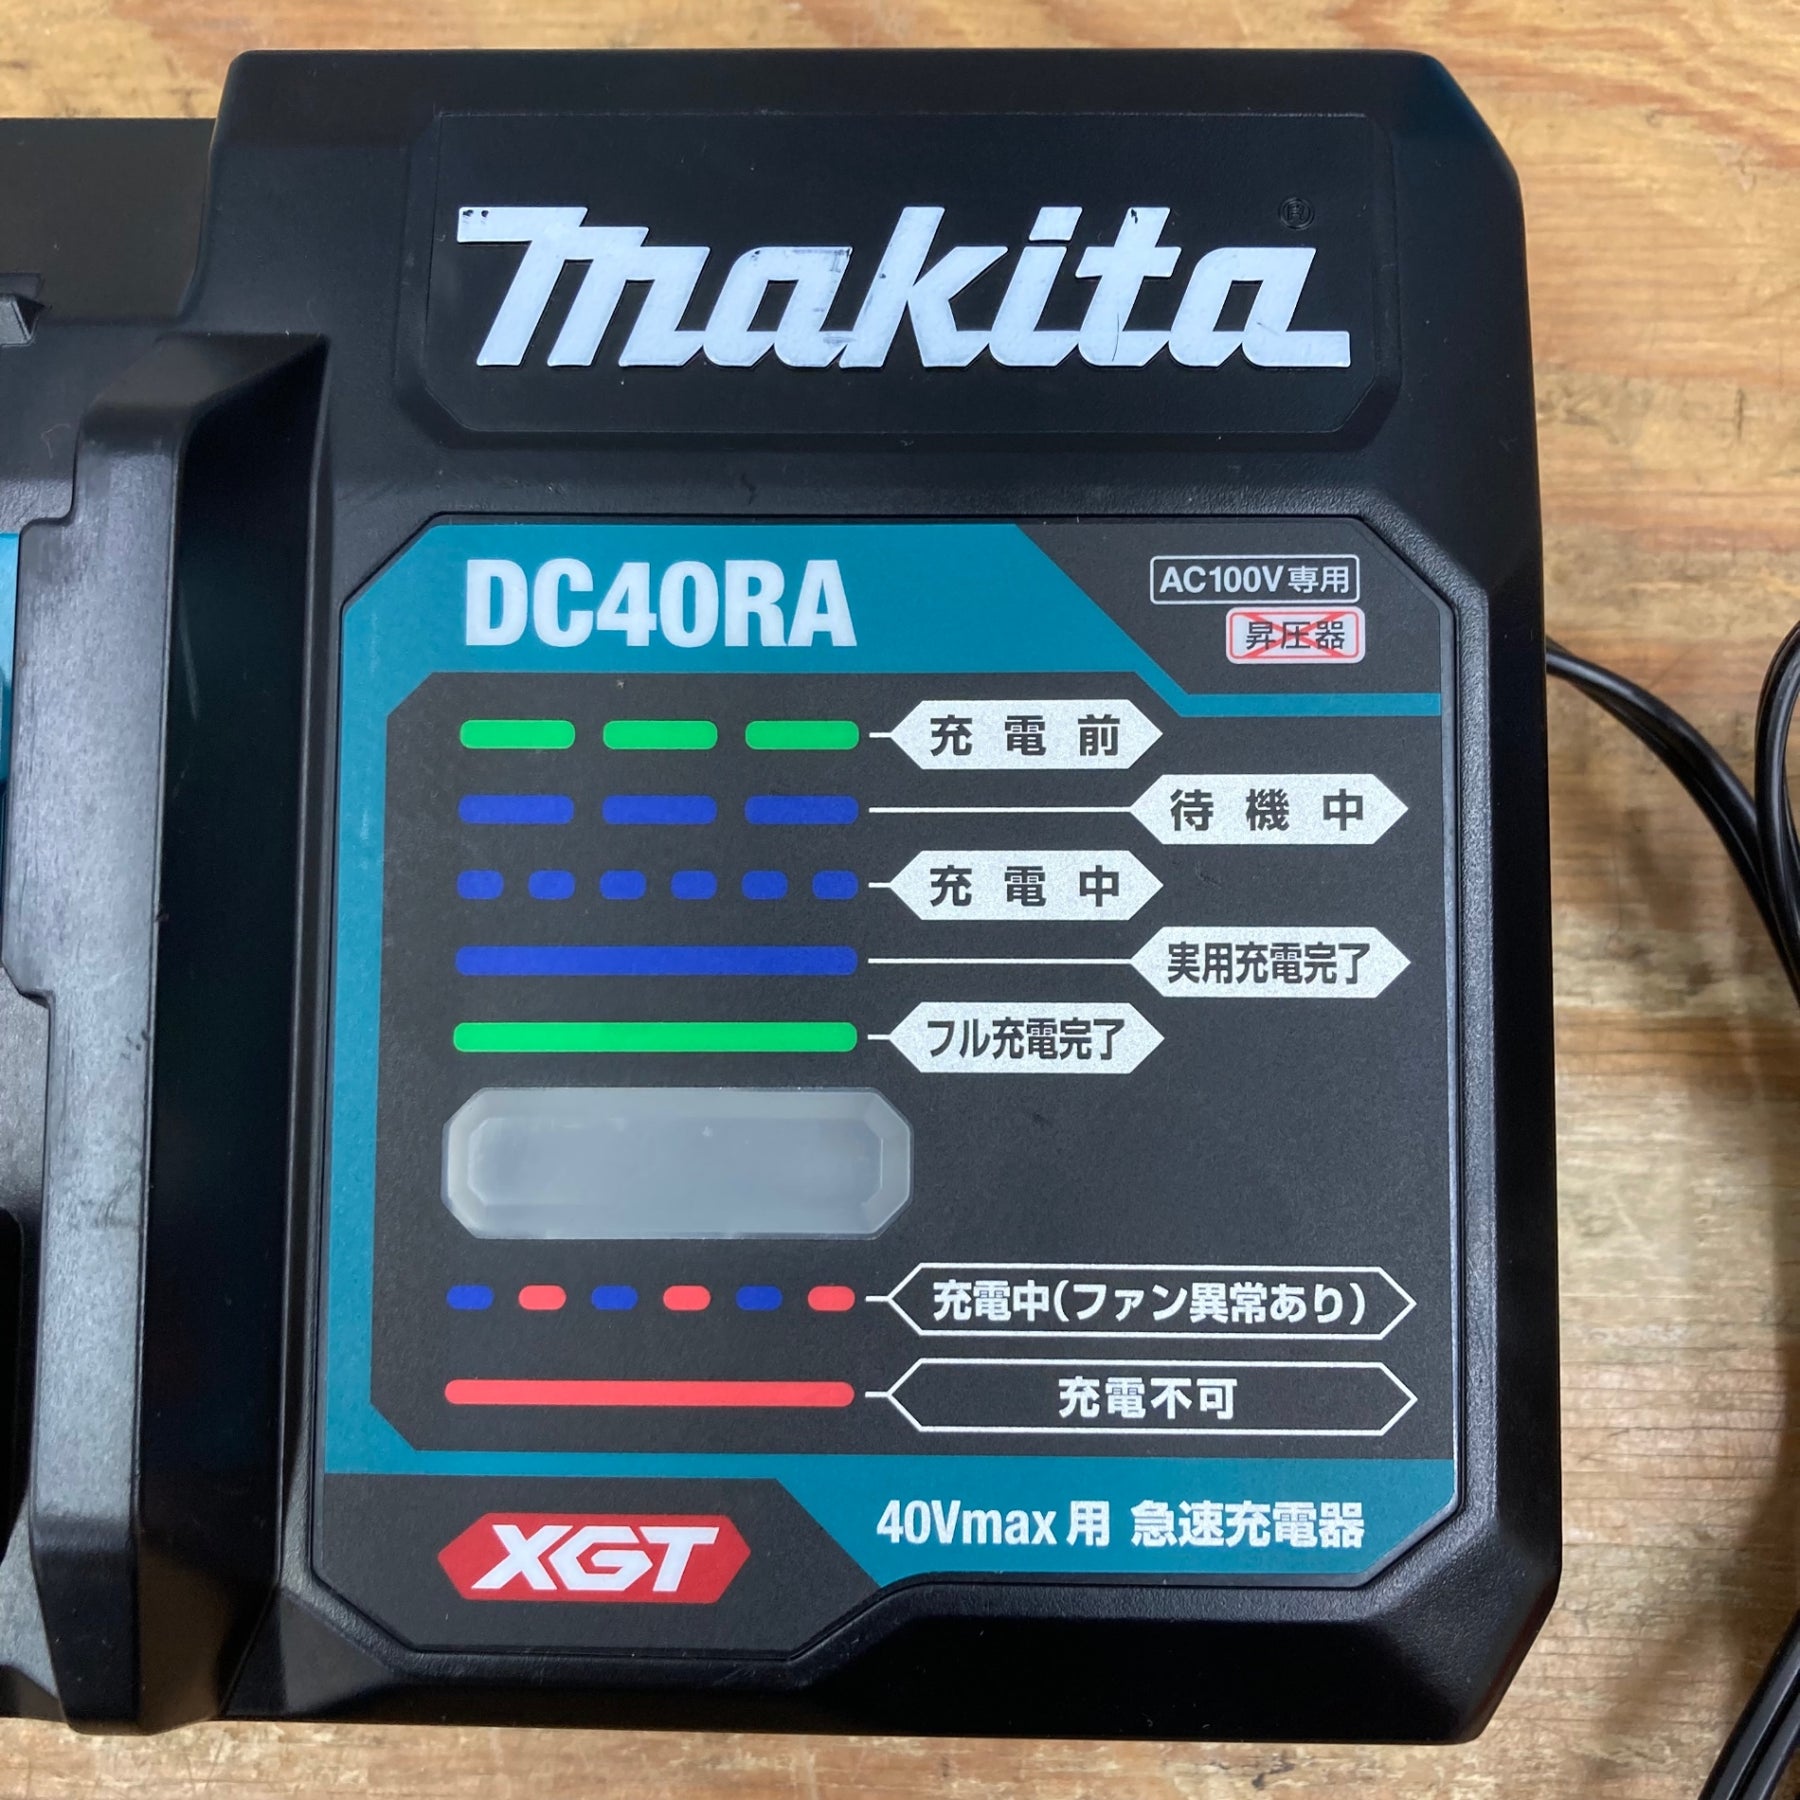 makita®
DC40RA
AC100V専用
昇圧器
充電前
待機中
充電中
実用充電完了
フル充電完了
充電中(ファン異常あり)
充電不可
XGT
40Vmax用 急速充電器